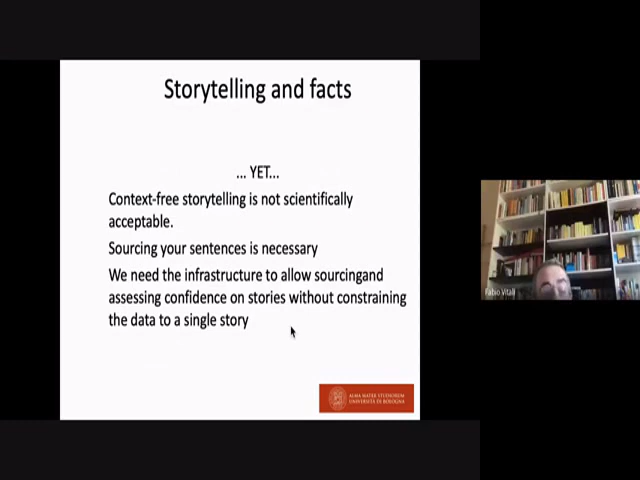 Storytelling and facts
... YET...
Context-free storytelling is not scientifically
acceptable.
Sourcing your sentences is necessary
We need the infrastructure to allow sourcingand
assessing confidence on stories without constraining
the data to a single story
ALMA MATER STUDIORUM
UNIVERSITÀ DI BOLOGNA
Fabio Vitali